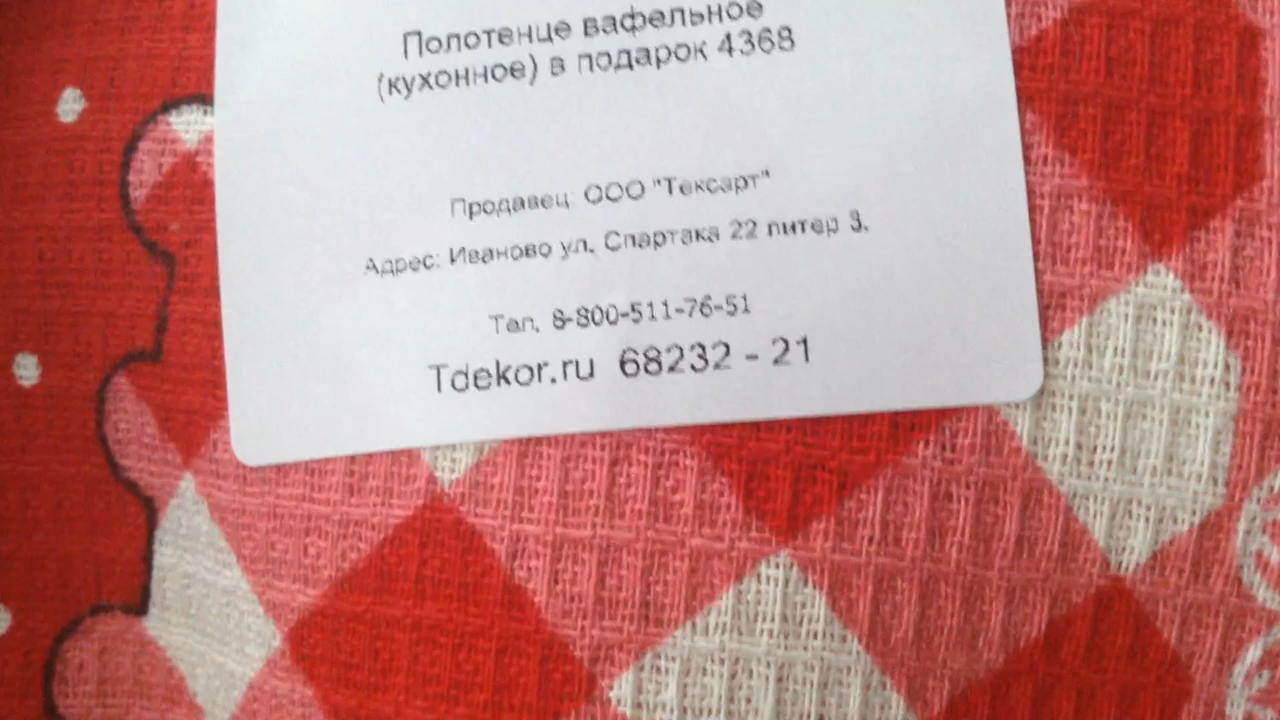 Полотенце вафельное
(кухонное) в подарок 4368
Продавец: ООО "Тексарт"
Адрес: Иваново ул. Спартака 22 литер 3.
Тел. 8-800-511-76-51
Tdekor.ru 68232 - 21